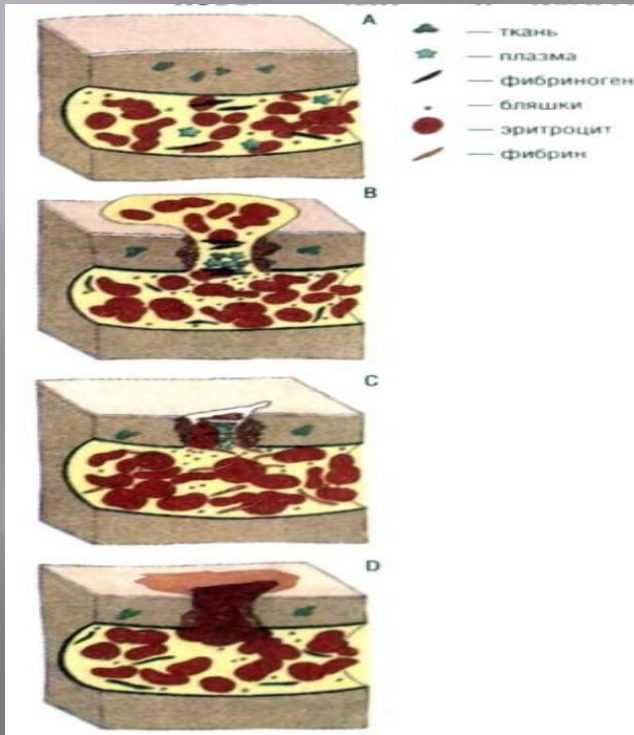 A
— ткань
— плазма
— фибриноген
— бляшки
— эритроцит
— фибрин
B
C
D